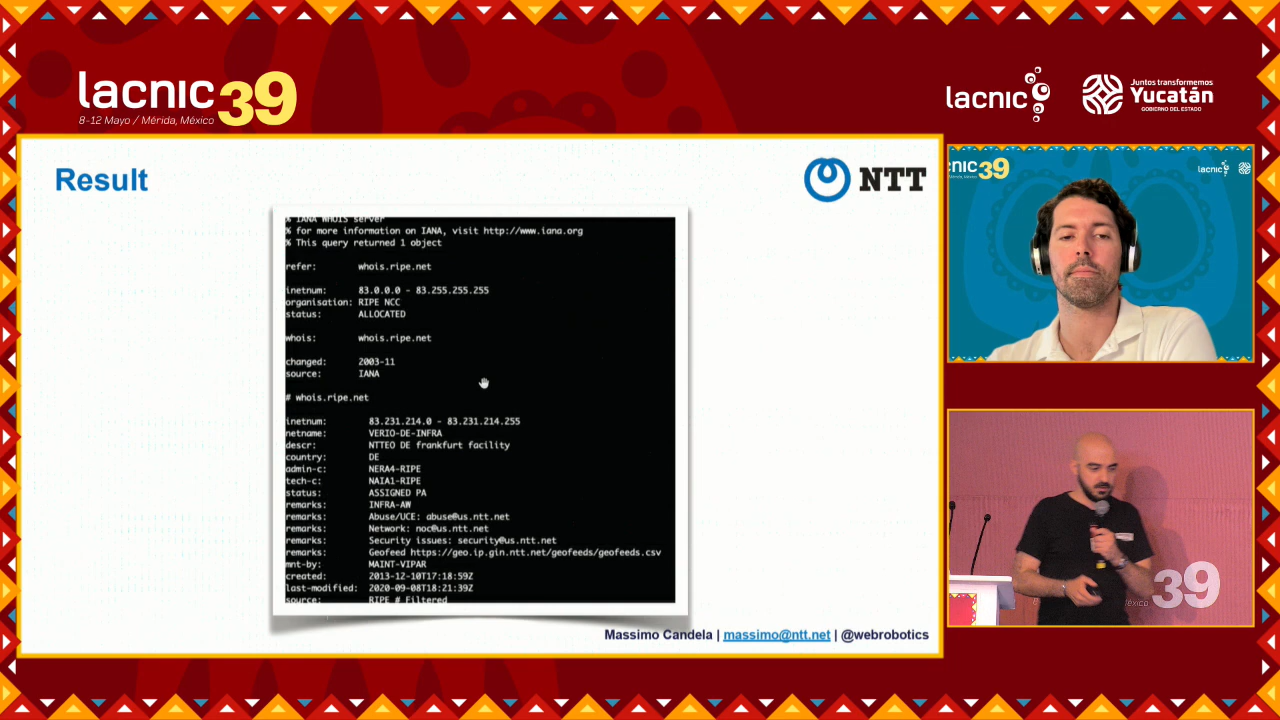 lacnic 39
8-12 Mayo / Mérida, México
lacnic
Juntos transformemos
Yucatán
GOBIERNO DEL ESTADO
Result
NTT
% IANA WHOIS server
% for more information on IANA, visit http://www.iana.org
% This query returned 1 object
refer: whois.ripe.net
inetnum: 83.0.0.0 - 83.255.255.255
organisation: RIPE NCC
status: ALLOCATED
whois: whois.ripe.net
changed: 2003-11
source: IANA
# whois.ripe.net
inetnum: 83.231.214.0 - 83.231.214.255
netname: VERIO-DE-INFRA
descr: NTTEO DE frankfurt facility
country: DE
admin-c: NERA4-RIPE
tech-c: NAIA1-RIPE
status: ASSIGNED PA
remarks: INFRA-AW
remarks: Abuse/UCE: abuse@us.ntt.net
remarks: Network: noc@us.ntt.net
remarks: Security issues: security@us.ntt.net
remarks: Geofeed https://geo.ip.gin.ntt.net/geofeeds/geofeeds.csv
mnt-by: MAINT-VIPAR
created: 2013-12-10T17:18:59Z
last-modified: 2020-09-08T18:21:39Z
source: RIPE # Filtered
Massimo Candela | massimo@ntt.net | @webrobotics
cnic 39
lacnic
39
éxico